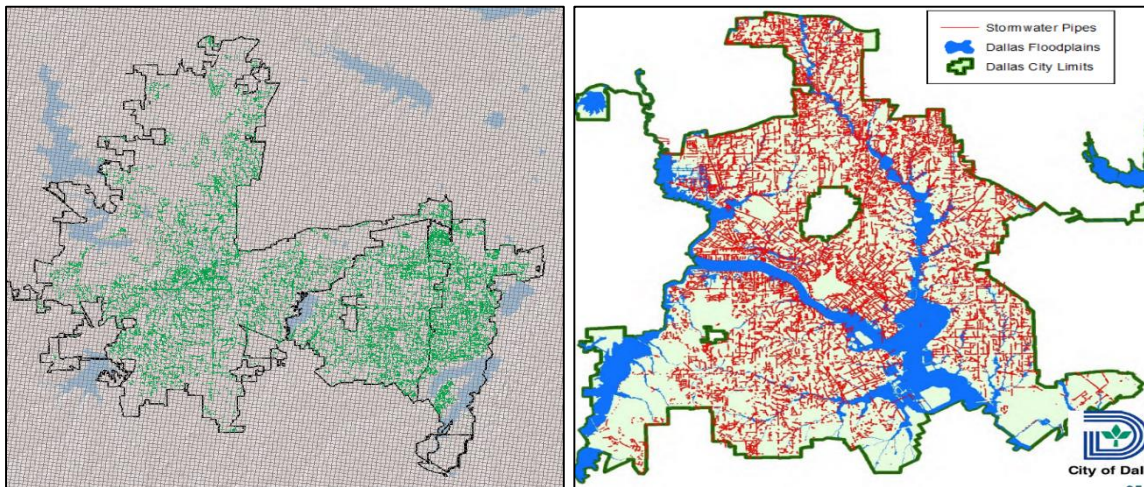 Stormwater Pipes
Dallas Floodplains
Dallas City Limits
City of Dal